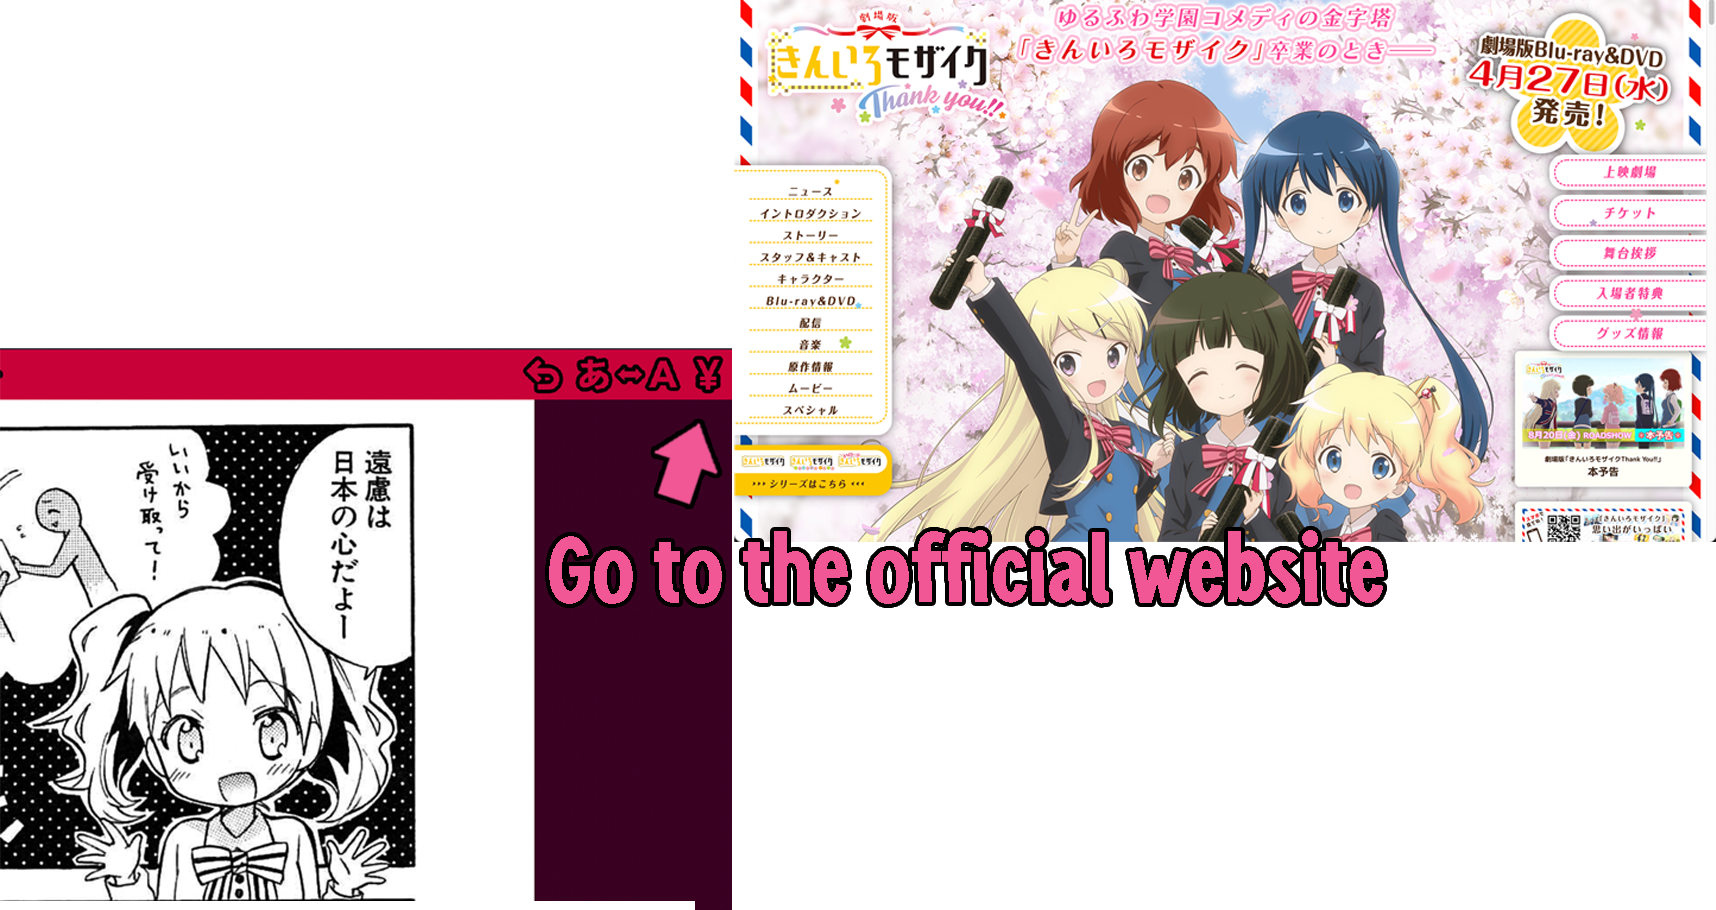 劇場版
きんいろモザイク
Thank you!!
ゆるふわ学園コメディの金字塔
「きんいろモザイク」卒業のとき──
劇場版Blu-ray&DVD
4月27日(水)
発売!
ニュース
イントロダクション
ストーリー
スタッフ&キャスト
キャラクター
Blu-ray&DVD
配信
音楽
原作情報
ムービー
スペシャル
きんいろモザイク
きんいろモザイク
きんいろモザイク
››› シリーズはこちら ‹‹‹
上映劇場
チケット
舞台挨拶
入場者特典
グッズ情報
きんいろモザイク
8月20日(金) ROADSHOW
本予告
劇場版「きんいろモザイクThank You!!」
本予告
「きんいろモザイク」
思い出がいっぱい
あ⇔A ¥
遠慮は
日本の心だよー
いいから
受け取って!
Go to the official website